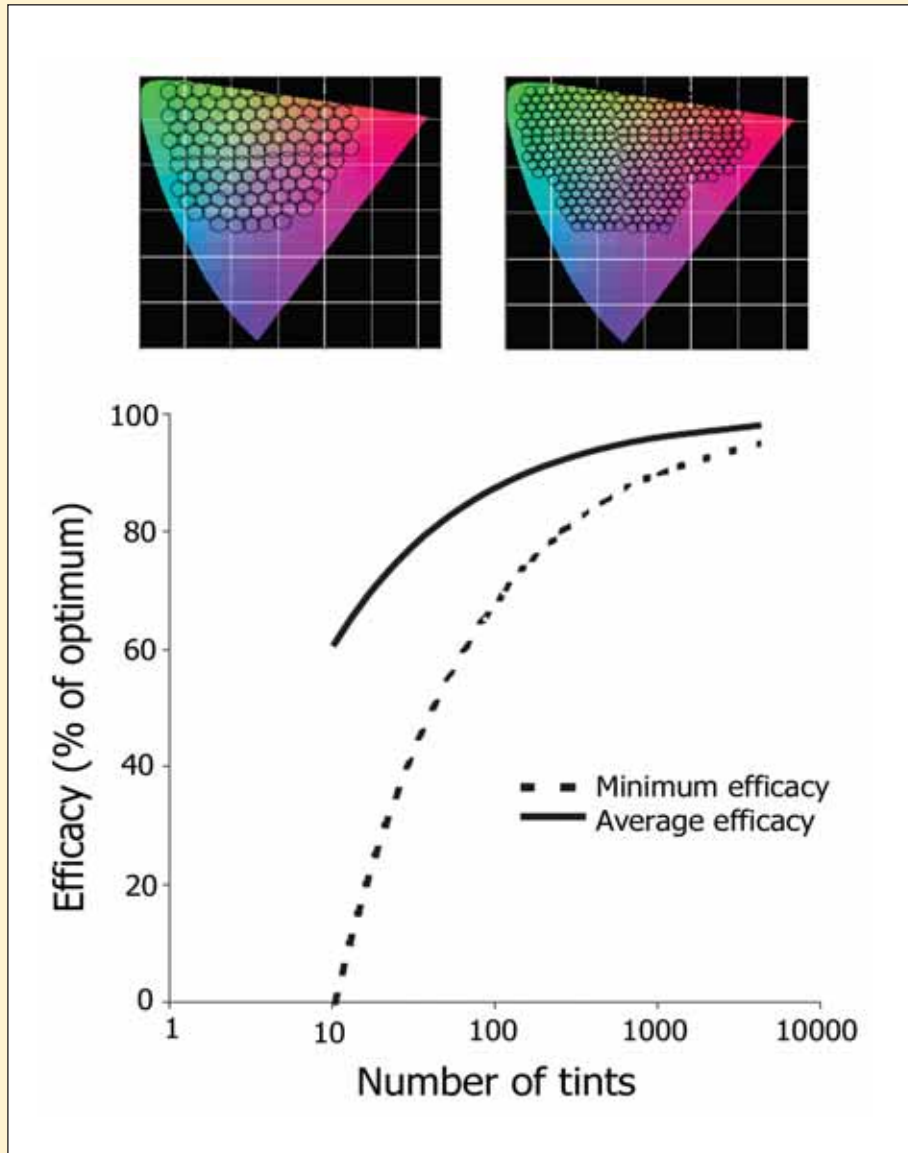 100
80
60
40
20
0
Efficacy (% of optimum)
Minimum efficacy
Average efficacy
1
10
100
1000
10000
Number of tints